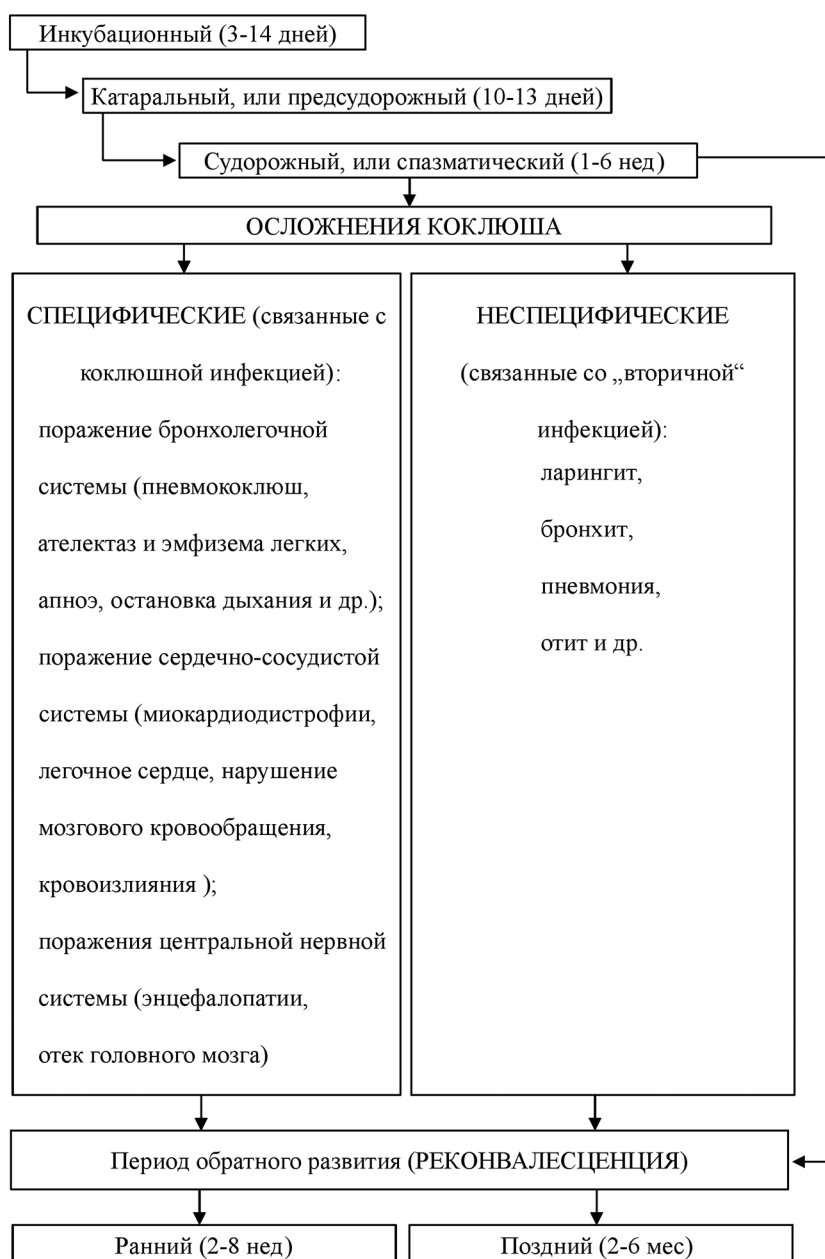 Инкубационный (3-14 дней)
Катаральный, или предсудорожный (10-13 дней)
Судорожный, или спазматический (1-6 нед)
ОСЛОЖНЕНИЯ КОКЛЮША
СПЕЦИФИЧЕСКИЕ (связанные с
коклюшной инфекцией):
поражение бронхолегочной
системы (пневмококлюш,
ателектаз и эмфизема легких,
апноэ, остановка дыхания и др.);
поражение сердечно-сосудистой
системы (миокардиодистрофии,
легочное сердце, нарушение
мозгового кровообращения,
кровоизлияния );
поражения центральной нервной
системы (энцефалопатии,
отек головного мозга)
НЕСПЕЦИФИЧЕСКИЕ
(связанные со „вторичной“
инфекцией):
ларингит,
бронхит,
пневмония,
отит и др.
Период обратного развития (РЕКОНВАЛЕСЦЕНЦИЯ)
Ранний (2-8 нед)
Поздний (2-6 мес)